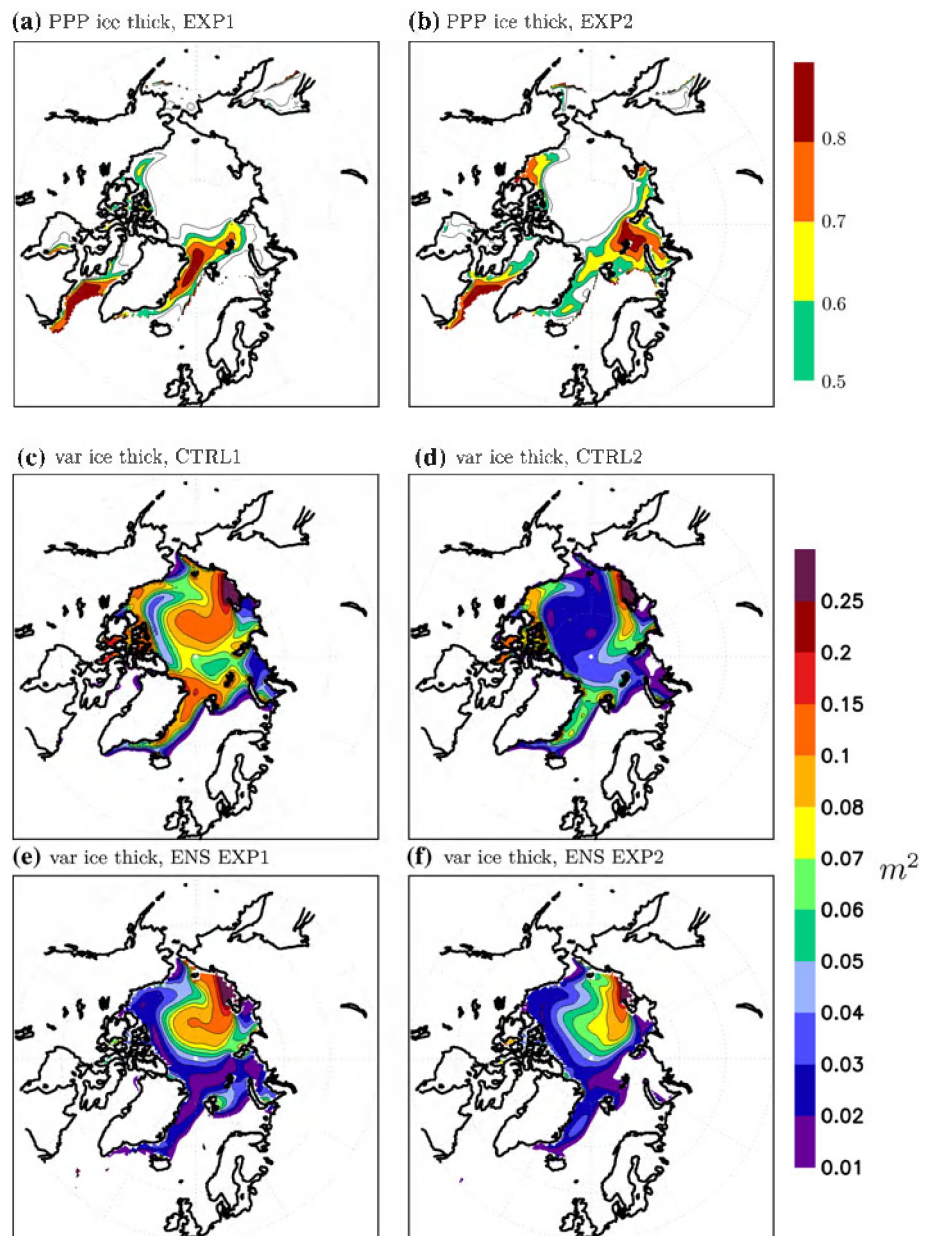 (a) PPP ice thick, EXP1
(b) PPP ice thick, EXP2
0.8
0.7
0.6
0.5
(c) var ice thick, CTRL1
(d) var ice thick, CTRL2
(e) var ice thick, ENS EXP1
(f) var ice thick, ENS EXP2
0.25
0.2
0.15
0.1
0.08
0.07
0.06
0.05
0.04
0.03
0.02
0.01
m²